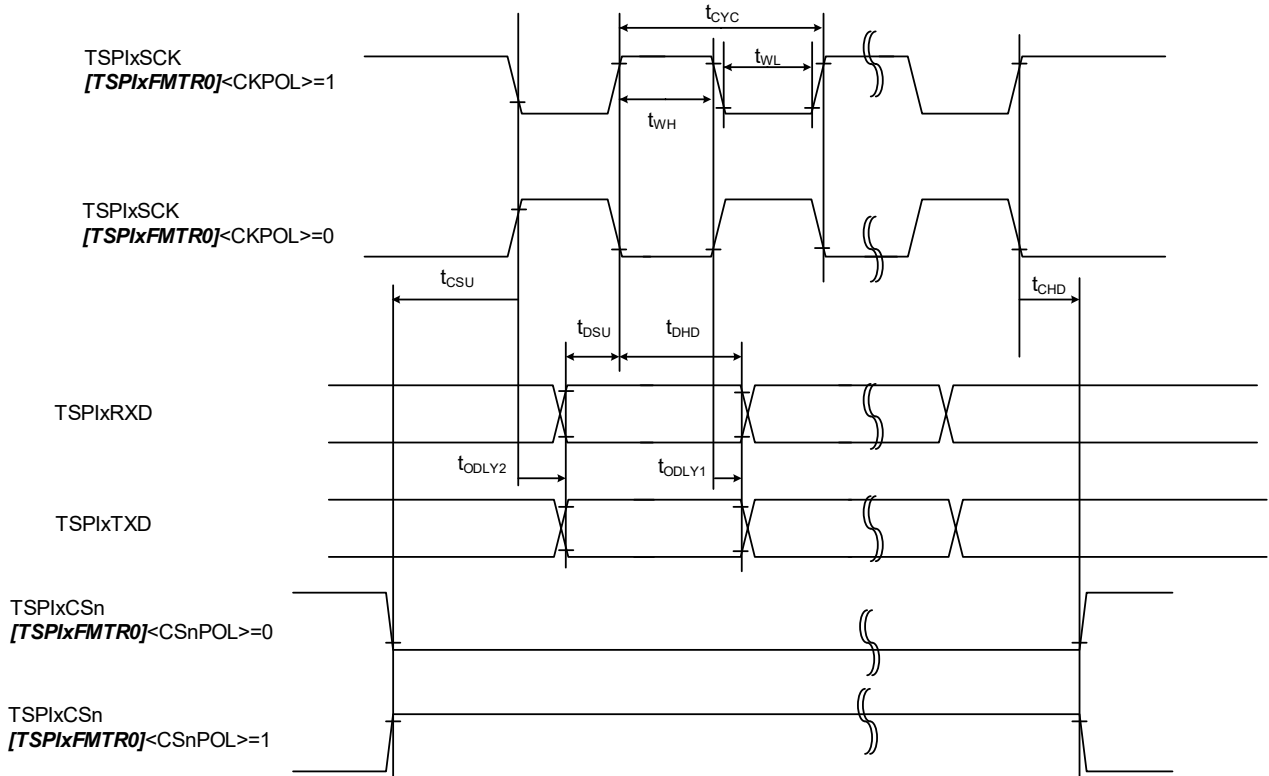 tCYC
TSPIxSCK
[TSPIxFMTR0]<CKPOL>=1
tWL
tWH
TSPIxSCK
[TSPIxFMTR0]<CKPOL>=0
tCSU
tCHD
tDSU
tDHD
TSPIxRXD
tODLY2
tODLY1
TSPIxTXD
TSPIxCSn
[TSPIxFMTR0]<CSnPOL>=0
TSPIxCSn
[TSPIxFMTR0]<CSnPOL>=1